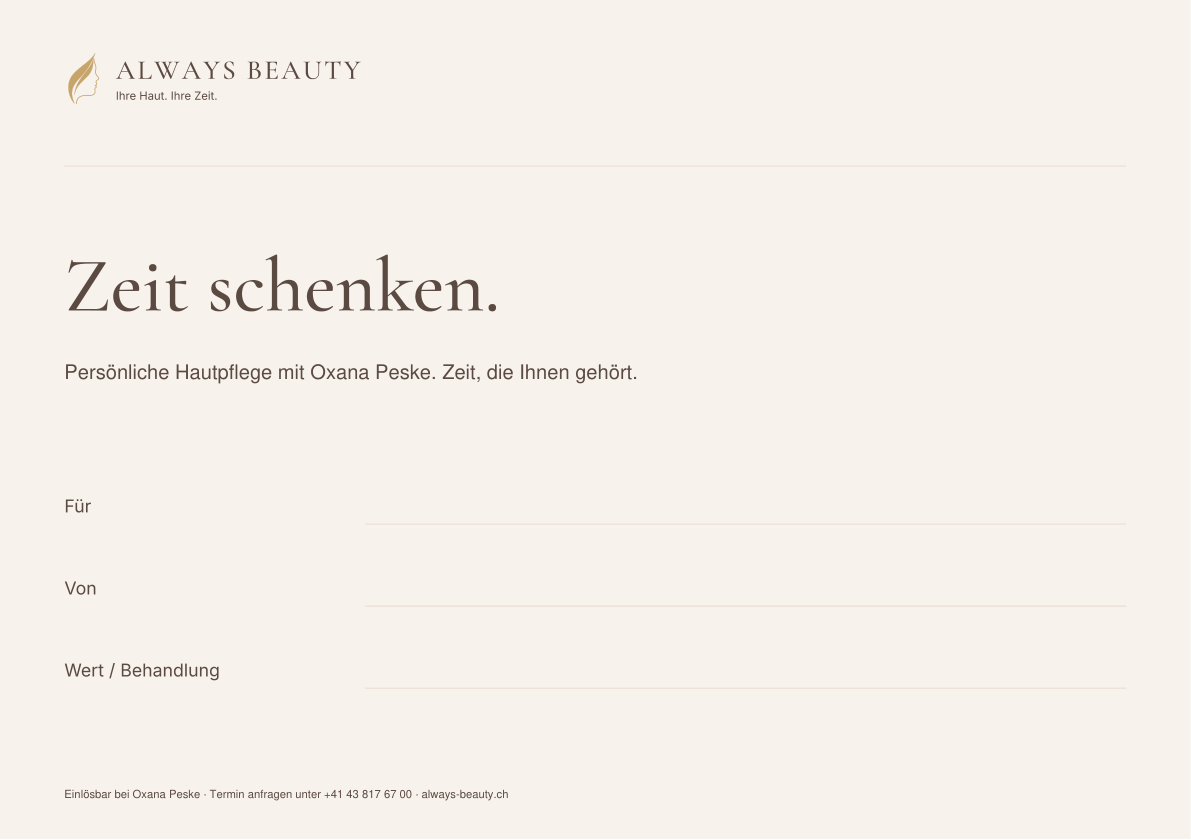 ALWAYS BEAUTY
Ihre Haut. Ihre Zeit.
Zeit schenken.
Persönliche Hautpflege mit Oxana Peske. Zeit, die Ihnen gehört.
Für
Von
Wert / Behandlung
Einlösbar bei Oxana Peske · Termin anfragen unter +41 43 817 67 00 · always-beauty.ch